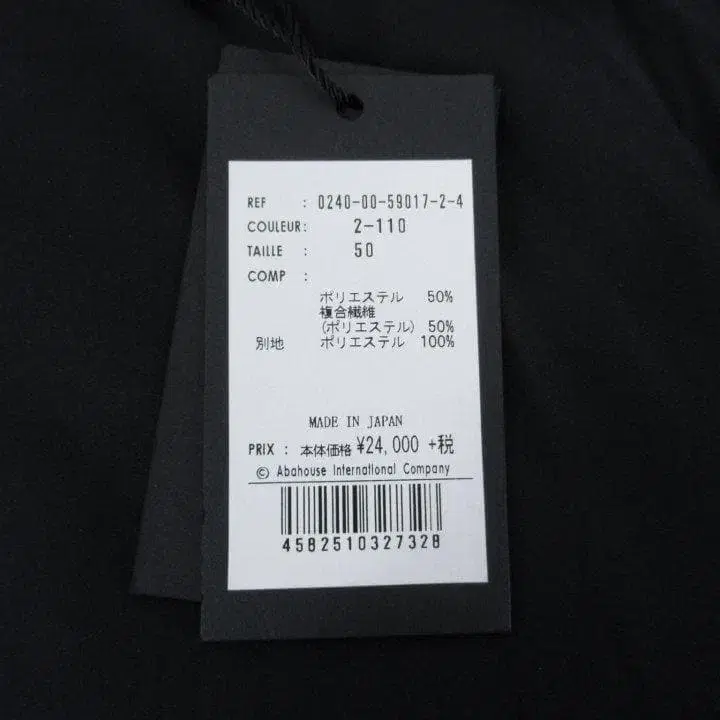 REF : 0240-00-59017-2-4
COULEUR: 2-110
TAILLE : 50
COMP :
ポリエステル 50%
複合繊維
(ポリエステル) 50%
別地 ポリエステル 100%
MADE IN JAPAN
PRIX : 本体価格 ¥24,000 +税
© Abahouse International Company
4582510327328